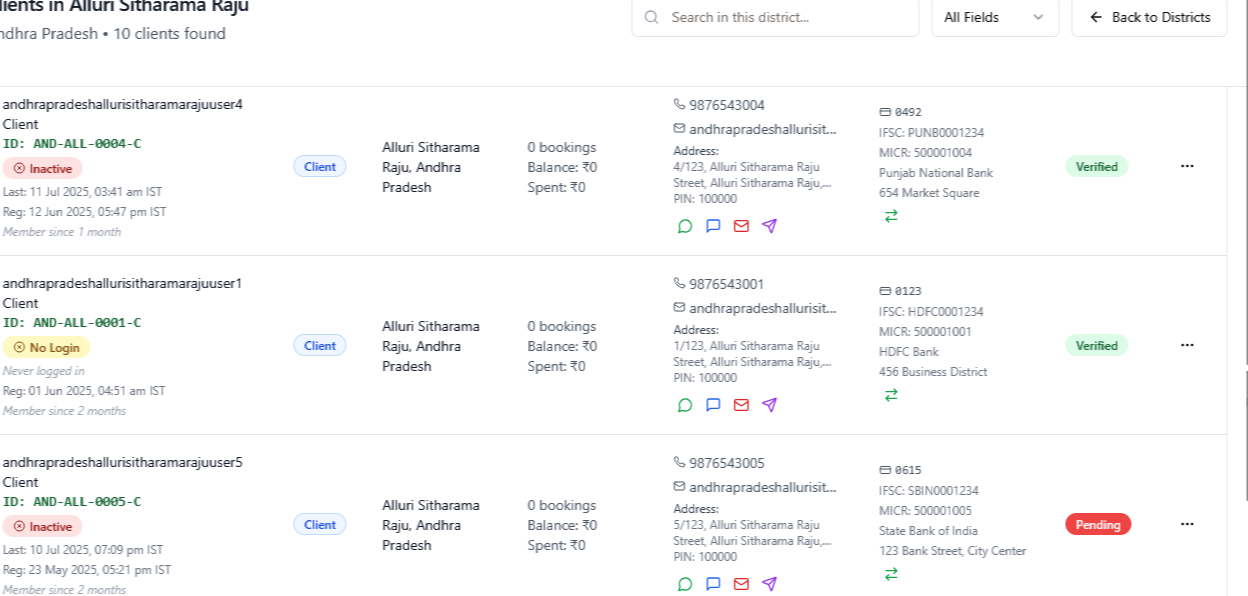 lients in Alluri Sitharama Raju
ndhra Pradesh • 10 clients found
Search in this district...
All Fields
Back to Districts
andhrapradeshallurisitharamarajuuser4
Client
ID: AND-ALL-0004-C
Inactive
Last: 11 Jul 2025, 03:41 am IST
Reg: 12 Jun 2025, 05:47 pm IST
Member since 1 month
Client
Alluri Sitharama
Raju, Andhra
Pradesh
0 bookings
Balance: ₹0
Spent: ₹0
9876543004
andhrapradeshallurisit...
Address:
4/123, Alluri Sitharama Raju
Street, Alluri Sitharama Raju,...
PIN: 100000
0492
IFSC: PUNB0001234
MICR: 500001004
Punjab National Bank
654 Market Square
Verified
andhrapradeshallurisitharamarajuuser1
Client
ID: AND-ALL-0001-C
No Login
Never logged in
Reg: 01 Jun 2025, 04:51 am IST
Member since 2 months
Client
Alluri Sitharama
Raju, Andhra
Pradesh
0 bookings
Balance: ₹0
Spent: ₹0
9876543001
andhrapradeshallurisit...
Address:
1/123, Alluri Sitharama Raju
Street, Alluri Sitharama Raju,...
PIN: 100000
0123
IFSC: HDFC0001234
MICR: 500001001
HDFC Bank
456 Business District
Verified
andhrapradeshallurisitharamarajuuser5
Client
ID: AND-ALL-0005-C
Inactive
Last: 10 Jul 2025, 07:09 pm IST
Reg: 23 May 2025, 05:21 pm IST
Member since 2 months
Client
Alluri Sitharama
Raju, Andhra
Pradesh
0 bookings
Balance: ₹0
Spent: ₹0
9876543005
andhrapradeshallurisit...
Address:
5/123, Alluri Sitharama Raju
Street, Alluri Sitharama Raju,...
PIN: 100000
0615
IFSC: SBIN0001234
MICR: 500001005
State Bank of India
123 Bank Street, City Center
Pending